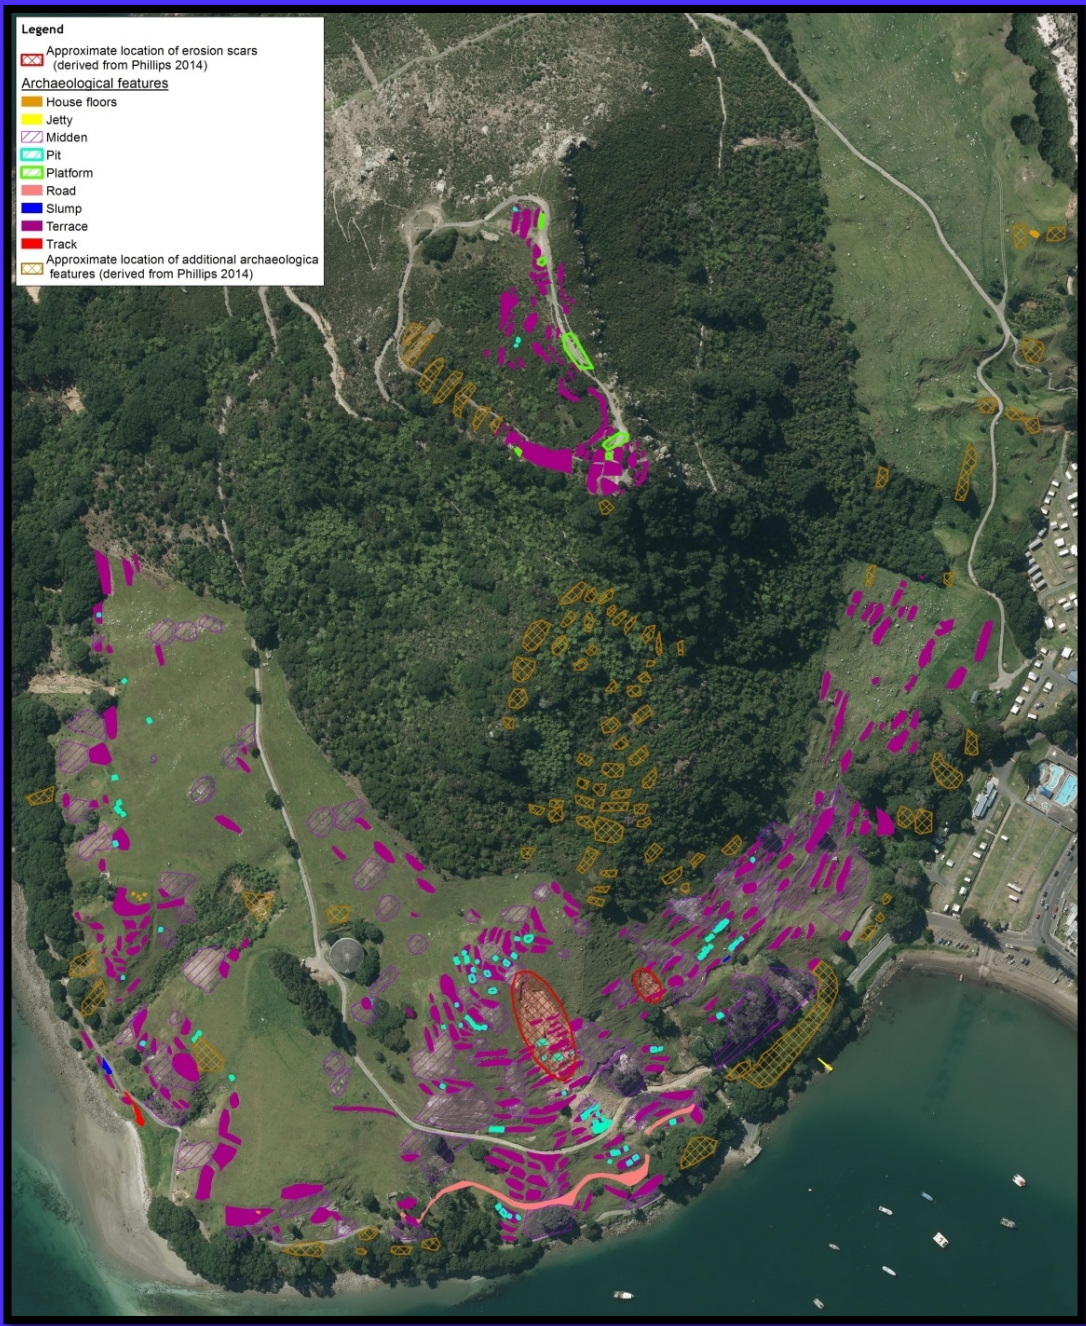 Legend
Approximate location of erosion scars
(derived from Phillips 2014)
Archaeological features
House floors
Jetty
Midden
Pit
Platform
Road
Slump
Terrace
Track
Approximate location of additional archaeologica
features (derived from Phillips 2014)